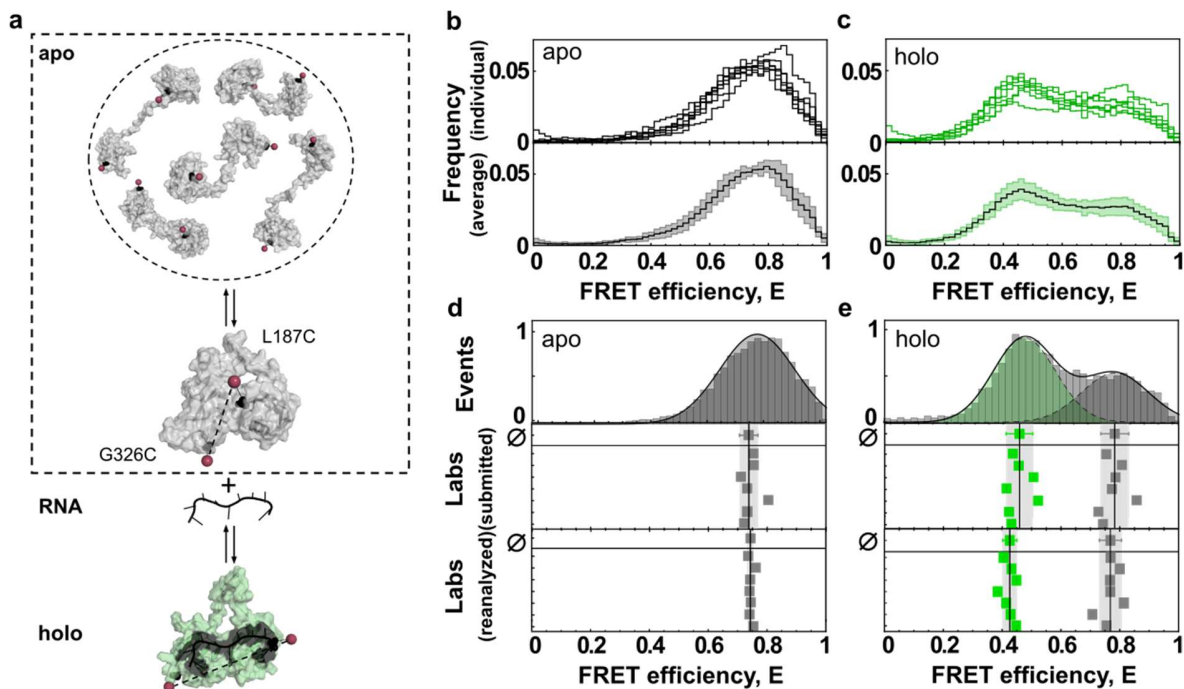 a
apo
L187C
G326C
+
RNA
holo
b
apo
0.05
0
0.05
0
Frequency
(individual)
(average)
0 0.2 0.4 0.6 0.8 1
FRET efficiency, E
c
holo
0.05
0
0.05
0
0 0.2 0.4 0.6 0.8 1
FRET efficiency, E
d
apo
1
0
Events
Ø
Labs
(submitted)
Ø
Labs
(reanalyzed)
0 0.2 0.4 0.6 0.8 1
FRET efficiency, E
e
holo
1
0
Ø
Ø
0 0.2 0.4 0.6 0.8 1
FRET efficiency, E